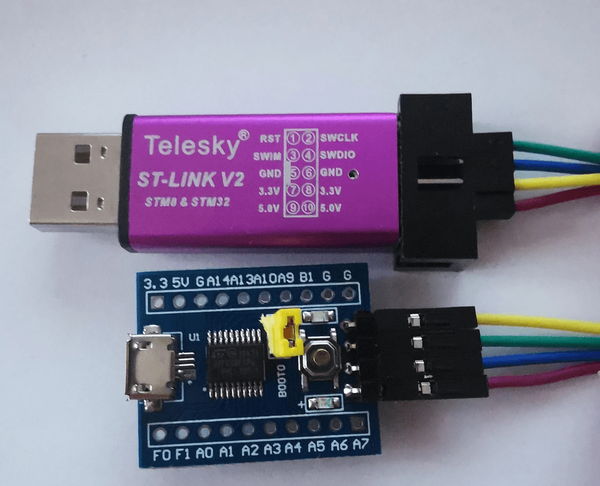 Telesky®
ST-LINK V2
STM8 & STM32
RST ① ② SWCLK
SWIM ③ ④ SWDIO
GND ⑤ ⑥ GND
3.3V ⑦ ⑧ 3.3V
5.0V ⑨ ⑩ 5.0V
3.3 5V G A14 A13 A10 A9 B1 G G
U1
BOOT0
+
F0 F1 A0 A1 A2 A3 A4 A5 A6 A7